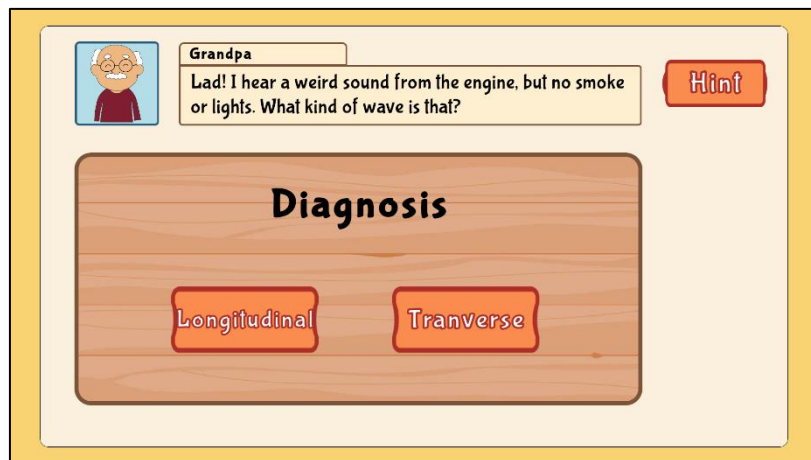 Grandpa
Lad! I hear a weird sound from the engine, but no smoke
or lights. What kind of wave is that?
Hint
Diagnosis
Longitudinal
Tranverse